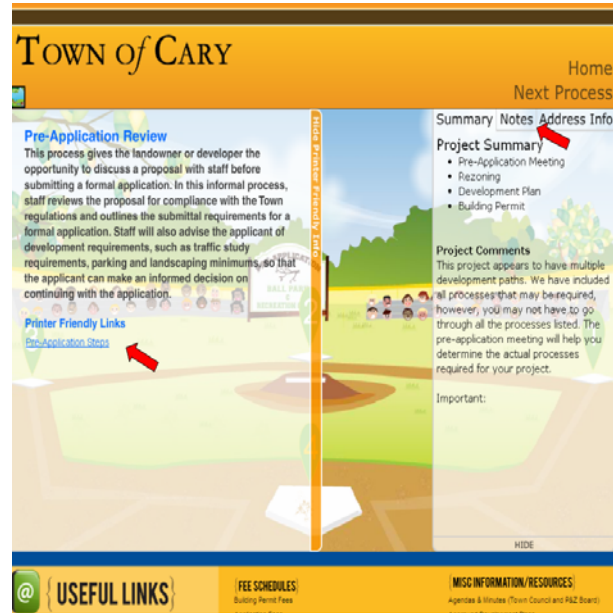 TOWN of CARY
Home
Next Process
Pre-Application Review
This process gives the landowner or developer the
opportunity to discuss a proposal with staff before
submitting a formal application. In this informal process,
staff reviews the proposal for compliance with the Town
regulations and outlines the submittal requirements for a
formal application. Staff will also advise the applicant of
development requirements, such as traffic study
requirements, parking and landscaping minimums, so that
the applicant can make an informed decision on
continuing with the application.
Printer Friendly Links
Pre-Application Steps
Hide Printer Friendly Info
Summary Notes Address Info
Project Summary
• Pre-Application Meeting
• Rezoning
• Development Plan
• Building Permit
Project Comments
This project appears to have multiple
development paths. We have included
all processes that may be required,
however, you may not have to go
through all the processes listed. The
pre-application meeting will help you
determine the actual processes
required for your project.
Important:
HIDE
@ {USEFUL LINKS}
{FEE SCHEDULES}
Building Permit Fees
{MISC INFORMATION/RESOURCES}
Agendas & Minutes (Town Council and P&Z Board)